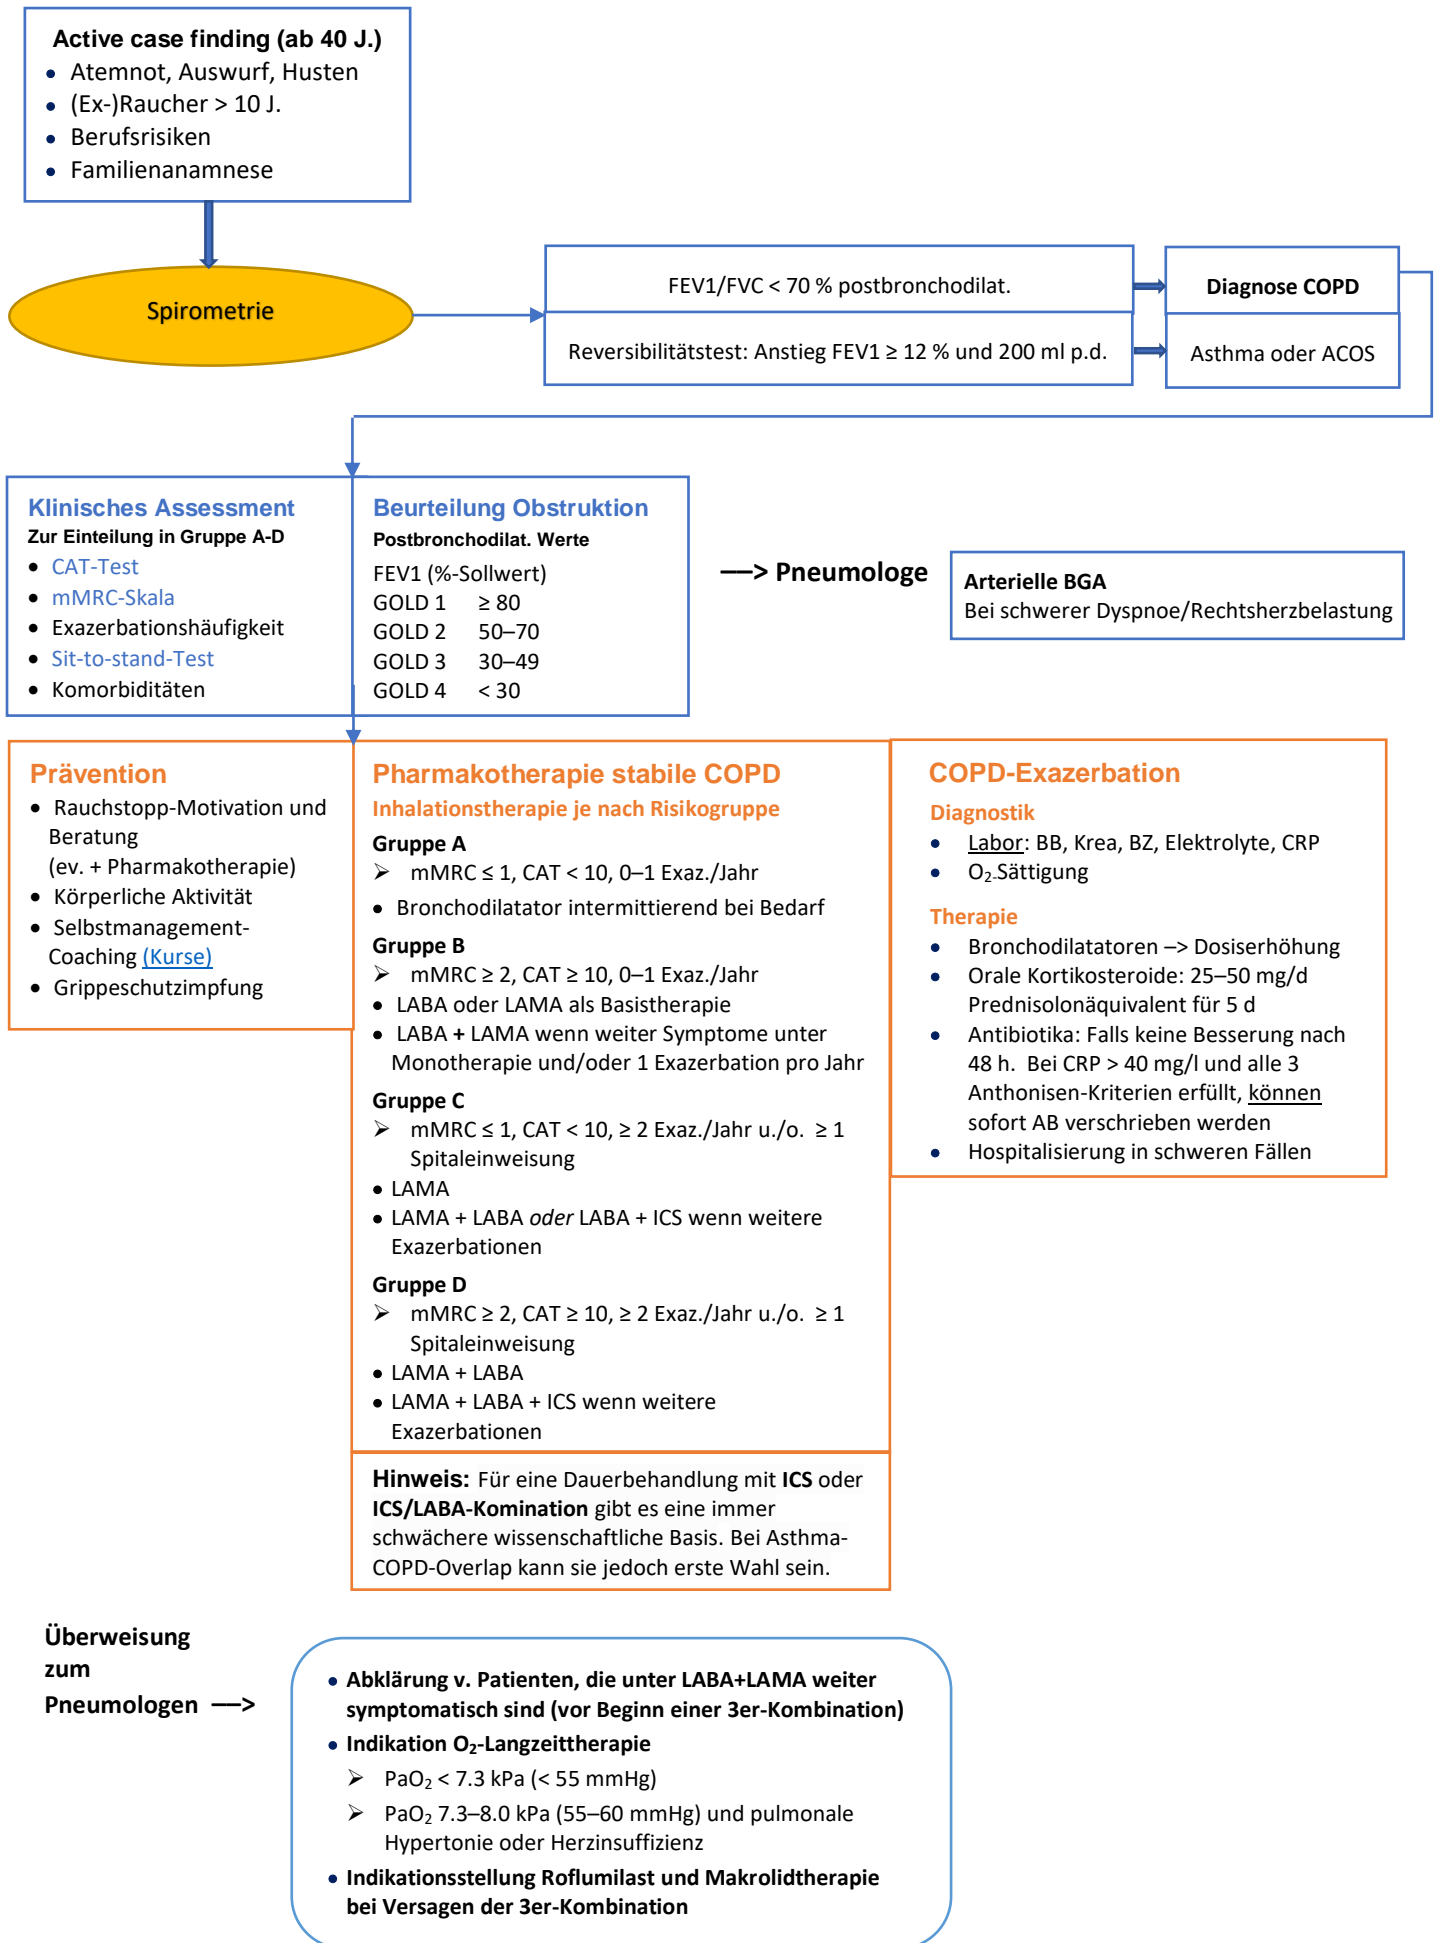 Active case finding (ab 40 J.)
• Atemnot, Auswurf, Husten
• (Ex-)Raucher > 10 J.
• Berufsrisiken
• Familienanamnese
Spirometrie
FEV1/FVC < 70 % postbronchodilat.
Diagnose COPD
Reversibilitätstest: Anstieg FEV1 ≥ 12 % und 200 ml p.d.
Asthma oder ACOS
Klinisches Assessment
Zur Einteilung in Gruppe A-D
• CAT-Test
• mMRC-Skala
• Exazerbationshäufigkeit
• Sit-to-stand-Test
• Komorbiditäten
Beurteilung Obstruktion
Postbronchodilat. Werte
FEV1 (%-Sollwert)
GOLD 1 ≥ 80
GOLD 2 50–70
GOLD 3 30–49
GOLD 4 < 30
––> Pneumologe
Arterielle BGA
Bei schwerer Dyspnoe/Rechtsherzbelastung
Prävention
• Rauchstopp-Motivation und
Beratung
(ev. + Pharmakotherapie)
• Körperliche Aktivität
• Selbstmanagement-
Coaching (Kurse)
• Grippeschutzimpfung
Pharmakotherapie stabile COPD
Inhalationstherapie je nach Risikogruppe
Gruppe A
➢ mMRC ≤ 1, CAT < 10, 0–1 Exaz./Jahr
• Bronchodilatator intermittierend bei Bedarf
Gruppe B
➢ mMRC ≥ 2, CAT ≥ 10, 0–1 Exaz./Jahr
• LABA oder LAMA als Basistherapie
• LABA + LAMA wenn weiter Symptome unter
Monotherapie und/oder 1 Exazerbation pro Jahr
Gruppe C
➢ mMRC ≤ 1, CAT < 10, ≥ 2 Exaz./Jahr u./o. ≥ 1
Spitaleinweisung
• LAMA
• LAMA + LABA oder LABA + ICS wenn weitere
Exazerbationen
Gruppe D
➢ mMRC ≥ 2, CAT ≥ 10, ≥ 2 Exaz./Jahr u./o. ≥ 1
Spitaleinweisung
• LAMA + LABA
• LAMA + LABA + ICS wenn weitere
Exazerbationen
Hinweis: Für eine Dauerbehandlung mit ICS oder
ICS/LABA-Komination gibt es eine immer
schwächere wissenschaftliche Basis. Bei Asthma-
COPD-Overlap kann sie jedoch erste Wahl sein.
COPD-Exazerbation
Diagnostik
• Labor: BB, Krea, BZ, Elektrolyte, CRP
• O₂-Sättigung
Therapie
• Bronchodilatatoren –> Dosiserhöhung
• Orale Kortikosteroide: 25–50 mg/d
Prednisolonäquivalent für 5 d
• Antibiotika: Falls keine Besserung nach
48 h. Bei CRP > 40 mg/l und alle 3
Anthonisen-Kriterien erfüllt, können
sofort AB verschrieben werden
• Hospitalisierung in schweren Fällen
Überweisung
zum
Pneumologen ––>
• Abklärung v. Patienten, die unter LABA+LAMA weiter
symptomatisch sind (vor Beginn einer 3er-Kombination)
• Indikation O₂-Langzeittherapie
➢ PaO₂ < 7.3 kPa (< 55 mmHg)
➢ PaO₂ 7.3–8.0 kPa (55–60 mmHg) und pulmonale
Hypertonie oder Herzinsuffizienz
• Indikationsstellung Roflumilast und Makrolidtherapie
bei Versagen der 3er-Kombination